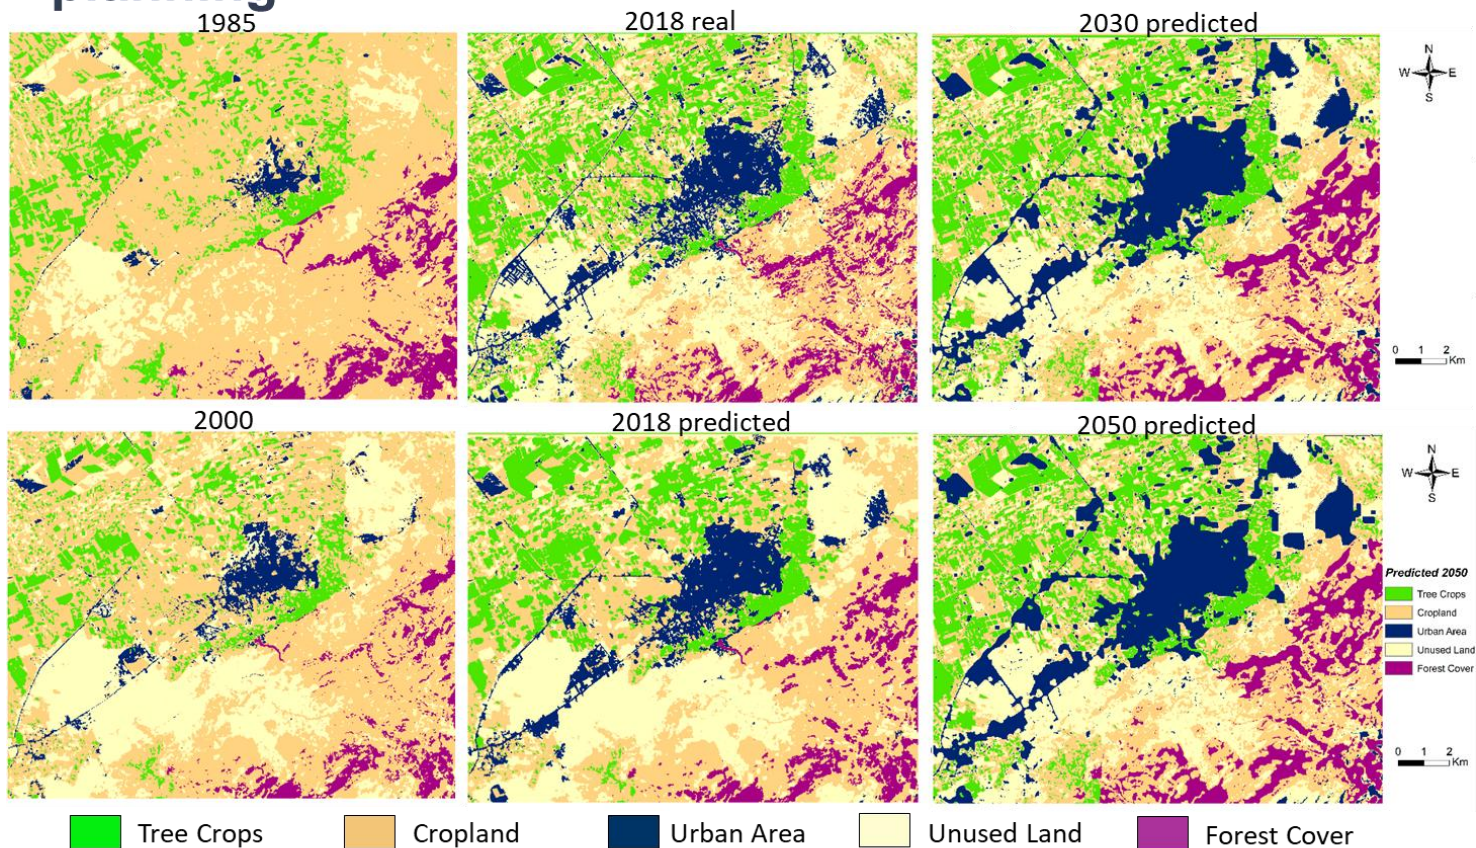 planning
1985
2018 real
2030 predicted
N
W E
S
0 1 2
Km
2000
2018 predicted
2050 predicted
N
W E
S
Predicted 2050
Tree Crops
Cropland
Urban Area
Unused Land
Forest Cover
0 1 2
Km
Tree Crops Cropland Urban Area Unused Land Forest Cover